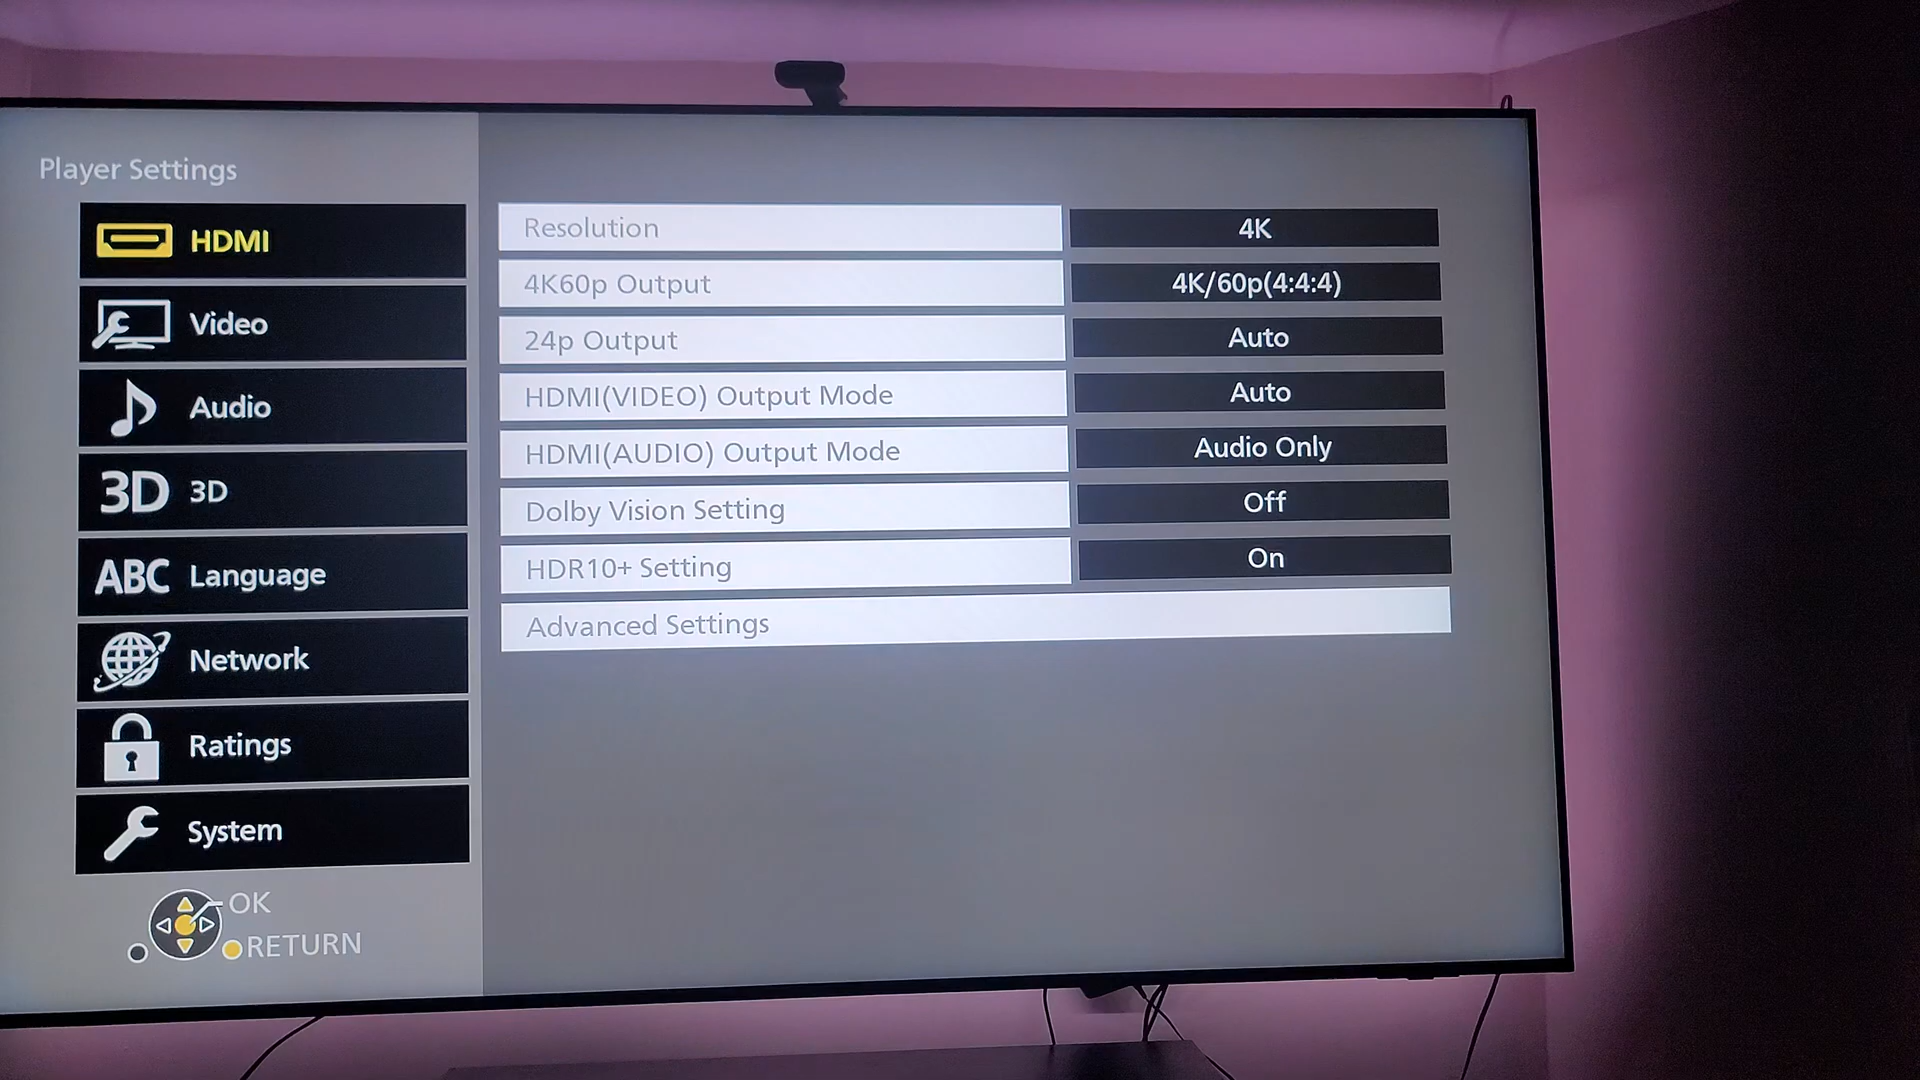 Player Settings
HDMI
Video
Audio
3D 3D
ABC Language
Network
Ratings
System
OK
RETURN
Resolution 4K
4K60p Output 4K/60p(4:4:4)
24p Output Auto
HDMI(VIDEO) Output Mode Auto
HDMI(AUDIO) Output Mode Audio Only
Dolby Vision Setting Off
HDR10+ Setting On
Advanced Settings